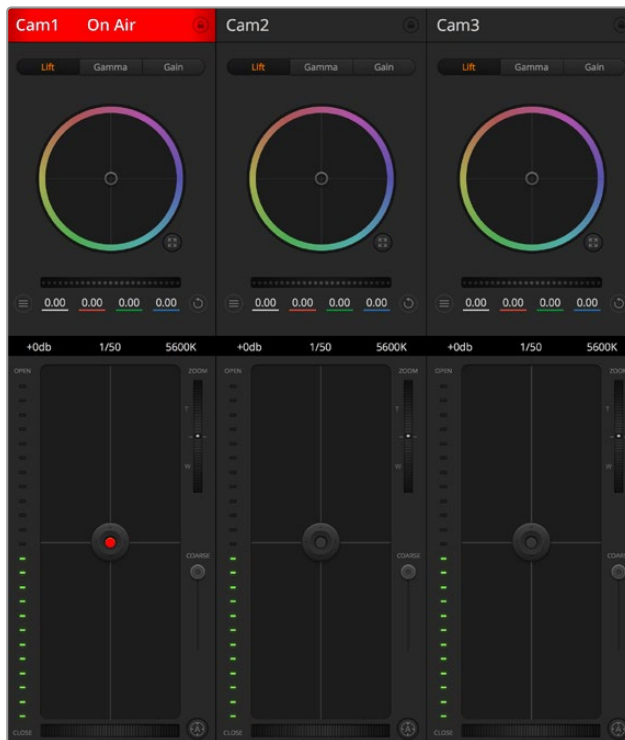 Cam1 On Air
Lift Gamma Gain
0.00 0.00 0.00 0.00
+0db 1/50 5600K
OPEN ZOOM
T
W
COARSE
CLOSE
A
Cam2
Lift Gamma Gain
0.00 0.00 0.00 0.00
+0db 1/50 5600K
ZOOM
T
W
OPEN
COARSE
CLOSE
A
Cam3
Lift Gamma Gain
0.00 0.00 0.00 0.00
+0db 1/50 5600K
OPEN ZOOM
T
W
COARSE
CLOSE
A